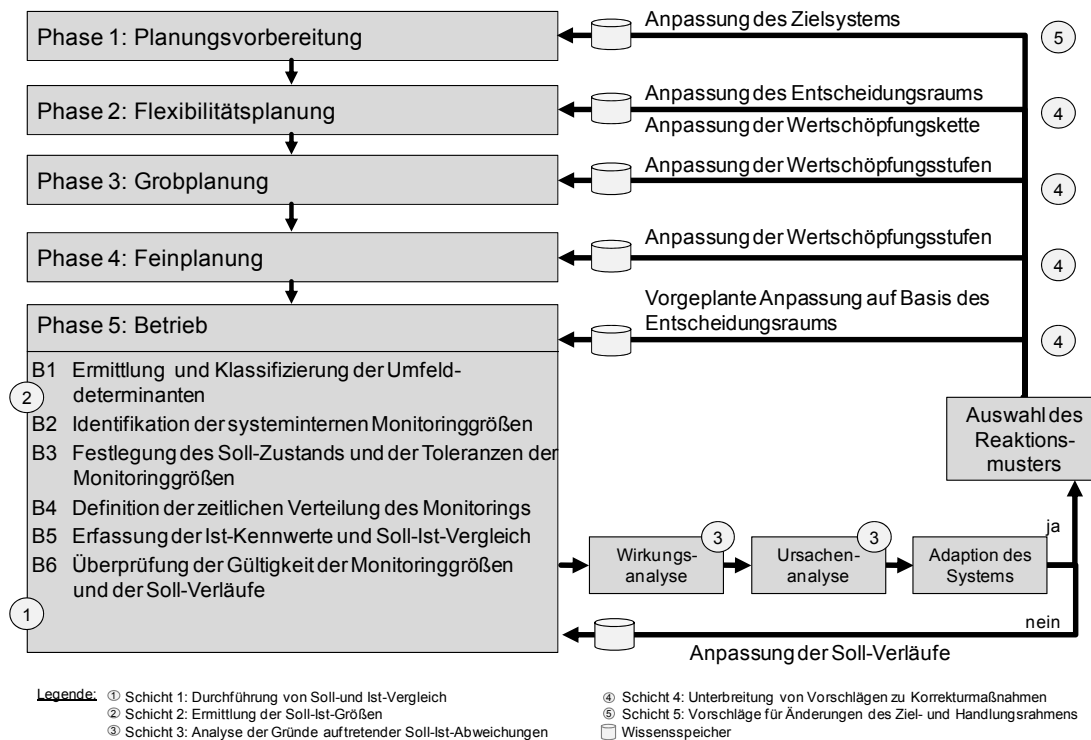 Phase 1: Planungsvorbereitung
Anpassung des Zielsystems
5
Phase 2: Flexibilitätsplanung
Anpassung des Entscheidungsraums
Anpassung der Wertschöpfungskette
4
Phase 3: Grobplanung
Anpassung der Wertschöpfungsstufen
4
Phase 4: Feinplanung
Anpassung der Wertschöpfungsstufen
4
Phase 5: Betrieb
Vorgeplante Anpassung auf Basis des
Entscheidungsraums
4
B1 Ermittlung und Klassifizierung der Umfeld-
determinanten
2
B2 Identifikation der systeminternen Monitoringgrößen
B3 Festlegung des Soll-Zustands und der Toleranzen der
Monitoringgrößen
B4 Definition der zeitlichen Verteilung des Monitorings
B5 Erfassung der Ist-Kennwerte und Soll-Ist-Vergleich
B6 Überprüfung der Gültigkeit der Monitoringgrößen
und der Soll-Verläufe
1
Auswahl des
Reaktions-
musters
Wirkungs-
analyse
3
Ursachen-
analyse
3
Adaption des
Systems
ja
nein
Anpassung der Soll-Verläufe
Legende:
1 Schicht 1: Durchführung von Soll-und Ist-Vergleich
2 Schicht 2: Ermittlung der Soll-Ist-Größen
3 Schicht 3: Analyse der Gründe auftretender Soll-Ist-Abweichungen
4 Schicht 4: Unterbreitung von Vorschlägen zu Korrekturmaßnahmen
5 Schicht 5: Vorschläge für Änderungen des Ziel- und Handlungsrahmens
Wissensspeicher